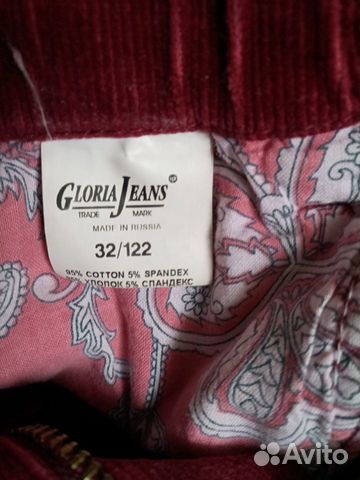 GLORIA JEANS®
TRADE MARK
MADE IN RUSSIA
32/122
95% COTTON 5% SPANDEX
95% ХЛОПОК 5% СПАНДЕКС
Avito